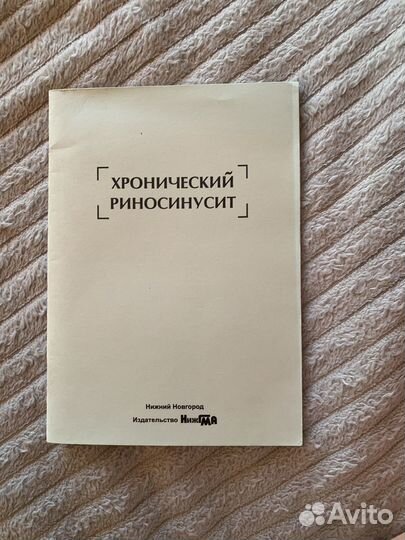 ХРОНИЧЕСКИЙ
РИНОСИНУСИТ
Нижний Новгород
Издательство НижГМА
Avito